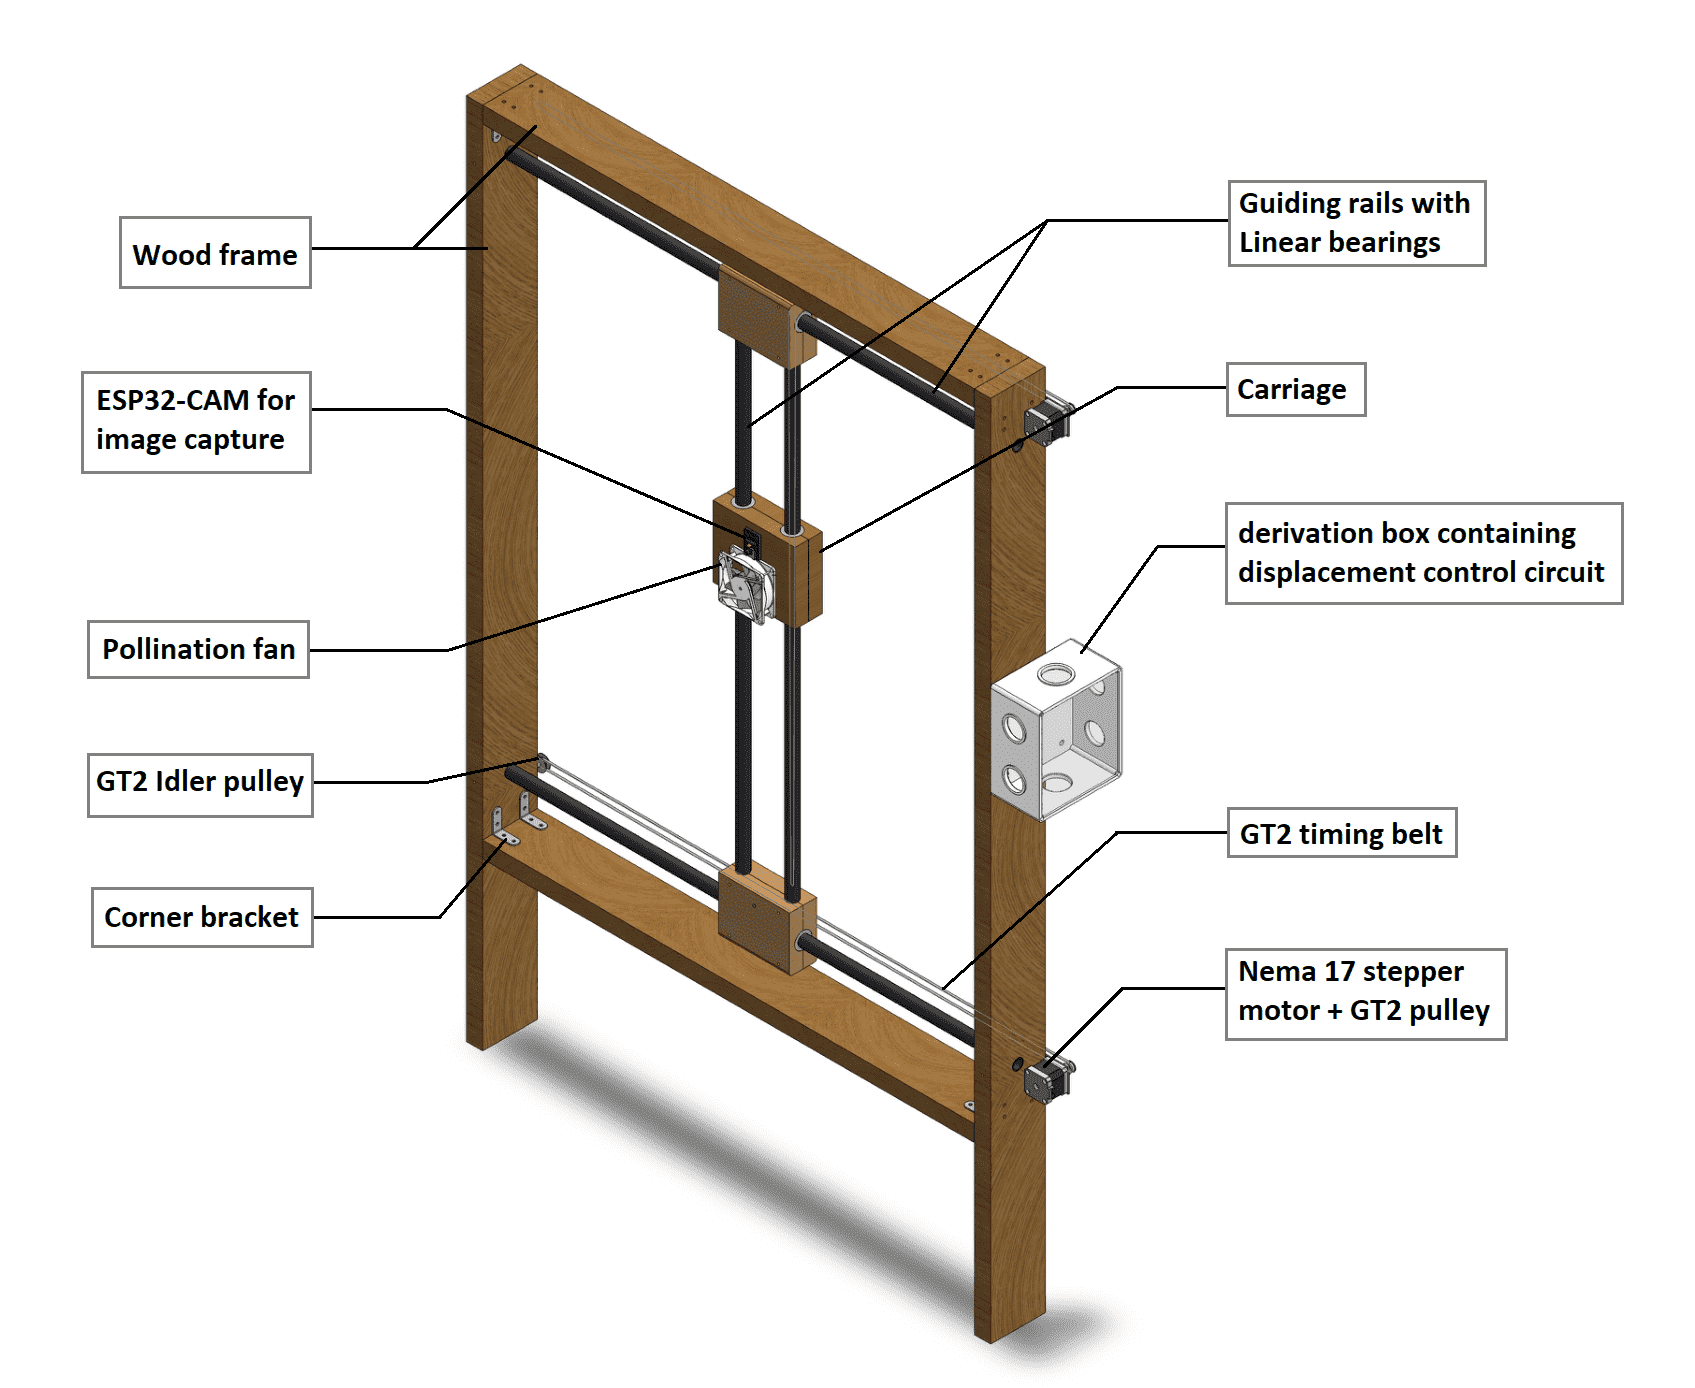 Wood frame
ESP32-CAM for
image capture
Pollination fan
GT2 Idler pulley
Corner bracket
Guiding rails with
Linear bearings
Carriage
derivation box containing
displacement control circuit
GT2 timing belt
Nema 17 stepper
motor + GT2 pulley